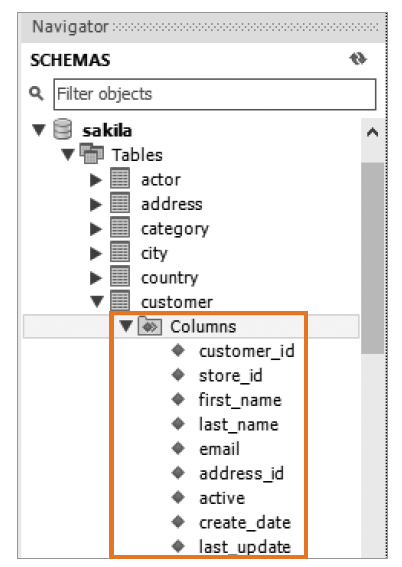 Navigator
SCHEMAS
Filter objects
sakila
Tables
actor
address
category
city
country
customer
Columns
customer_id
store_id
first_name
last_name
email
address_id
active
create_date
last_update